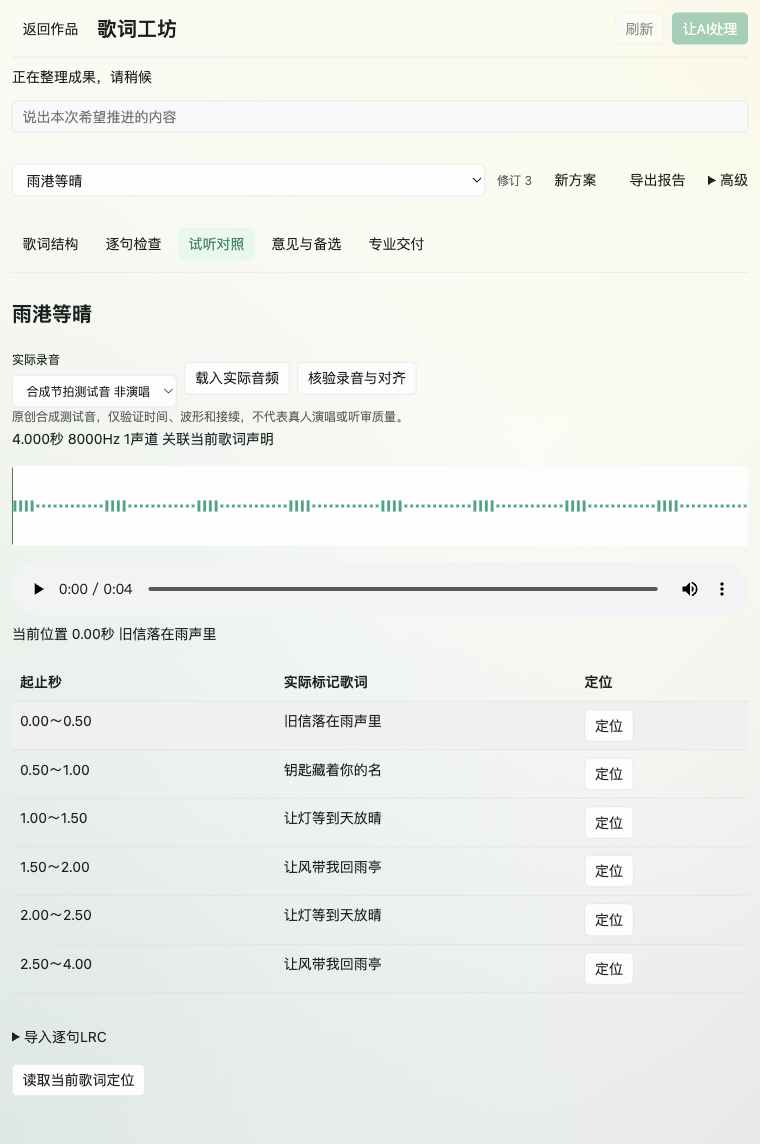 返回作品 歌词工坊 刷新 让AI处理
正在整理成果，请稍候
说出本次希望推进的内容
雨港等晴 修订 3 新方案 导出报告 ▶ 高级
歌词结构 逐句检查 试听对照 意见与备选 专业交付
雨港等晴
实际录音
合成节拍测试音 非演唱 载入实际音频 核验录音与对齐
原创合成测试音，仅验证时间、波形和接续，不代表真人演唱或听审质量。
4.000秒 8000Hz 1声道 关联当前歌词声明
0:00 / 0:04
当前位置 0.00秒 旧信落在雨声里
起止秒 实际标记歌词 定位
0.00～0.50 旧信落在雨声里 定位
0.50～1.00 钥匙藏着你的名 定位
1.00～1.50 让灯等到天放晴 定位
1.50～2.00 让风带我回雨亭 定位
2.00～2.50 让灯等到天放晴 定位
2.50～4.00 让风带我回雨亭 定位
▶ 导入逐句LRC
读取当前歌词定位